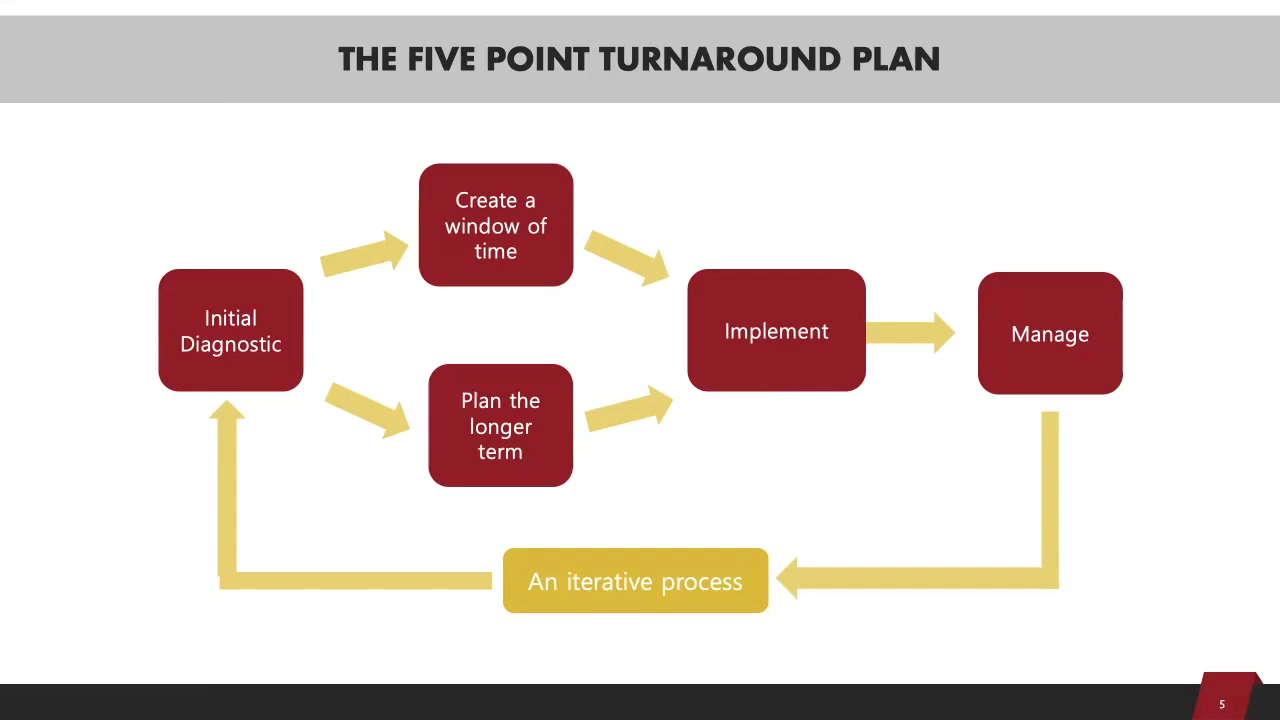 THE FIVE POINT TURNAROUND PLAN
Create a
window of
time
Initial
Diagnostic
Implement
Manage
Plan the
longer
term
An iterative process
5